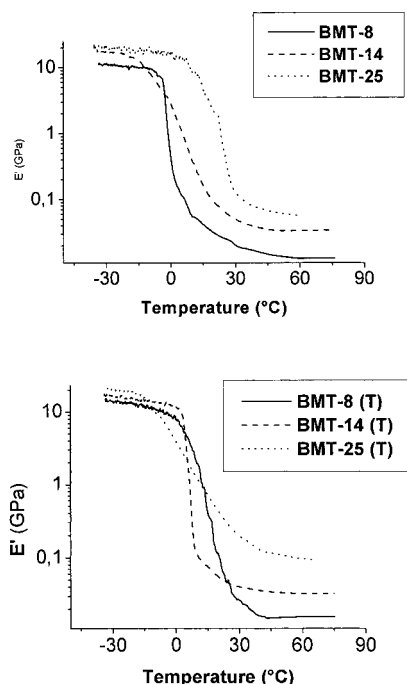 BMT-8
BMT-14
BMT-25
E' (GPa)
10
1
0,1
-30 0 30 60 90
Temperature (°C)
BMT-8 (T)
BMT-14 (T)
BMT-25 (T)
E' (GPa)
10
1
0,1
-30 0 30 60 90
Temperature (°C)